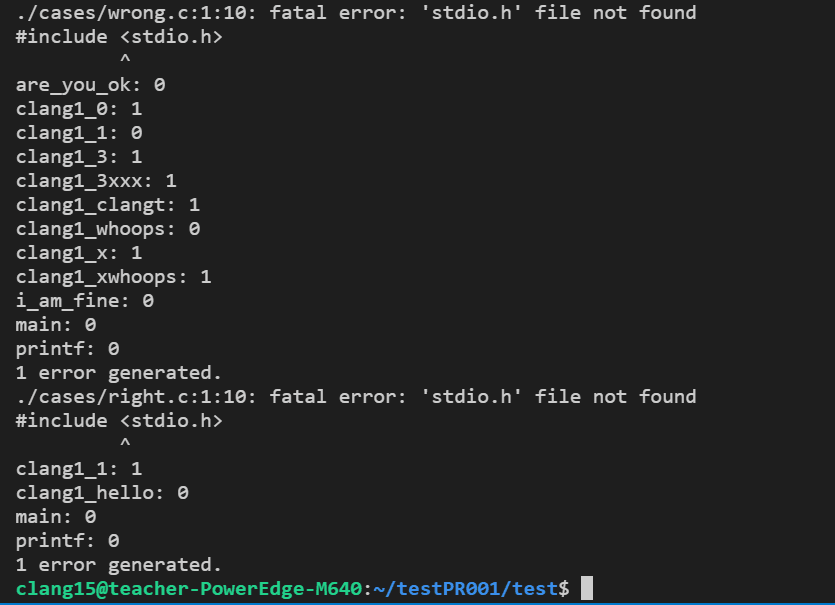 ./cases/wrong.c:1:10: fatal error: 'stdio.h' file not found
#include <stdio.h>
         ^
are_you_ok: 0
clang1_0: 1
clang1_1: 0
clang1_3: 1
clang1_3xxx: 1
clang1_clangt: 1
clang1_whoops: 0
clang1_x: 1
clang1_xwhoops: 1
i_am_fine: 0
main: 0
printf: 0
1 error generated.
./cases/right.c:1:10: fatal error: 'stdio.h' file not found
#include <stdio.h>
         ^
clang1_1: 1
clang1_hello: 0
main: 0
printf: 0
1 error generated.
clang15@teacher-PowerEdge-M640:~/testPR001/test$